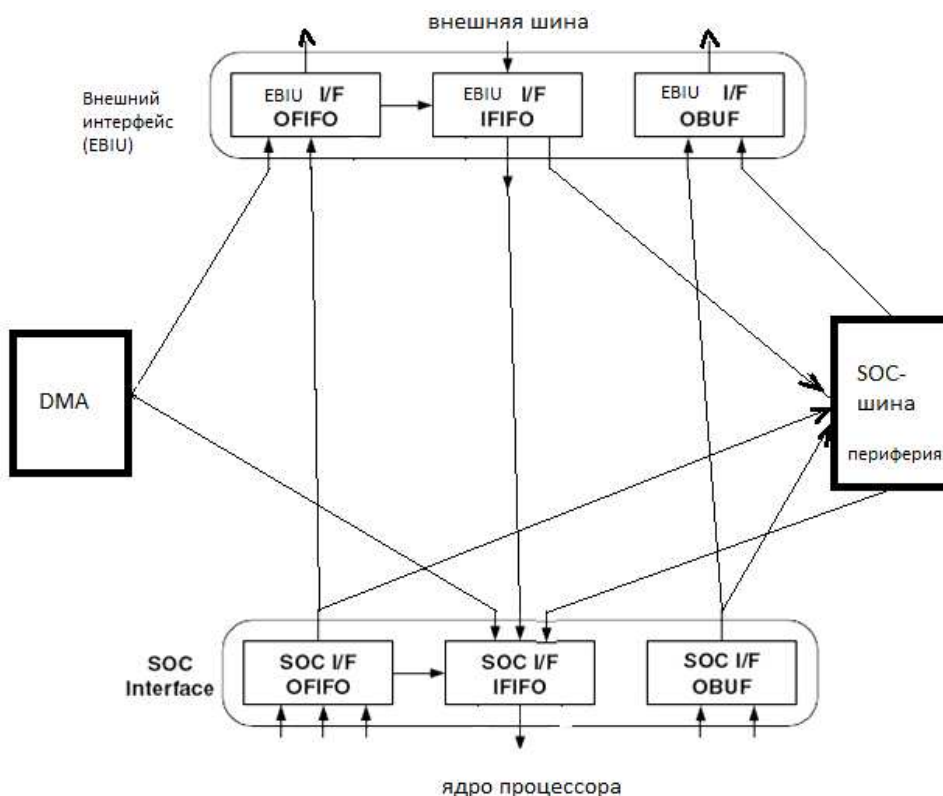 внешняя шина
Внешний
интерфейс
(EBIU)
EBIU I/F
OFIFO
EBIU I/F
IFIFO
EBIU I/F
OBUF
DMA
SOC-
шина
периферия
SOC
Interface
SOC I/F
OFIFO
SOC I/F
IFIFO
SOC I/F
OBUF
ядро процессора